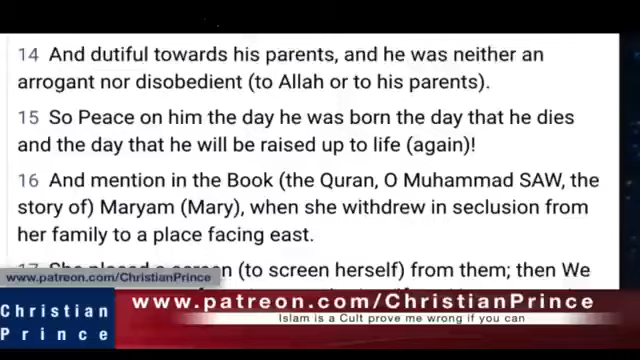 14 And dutiful towards his parents, and he was neither an
arrogant nor disobedient (to Allah or to his parents).
15 So Peace on him the day he was born the day that he dies
and the day that he will be raised up to life (again)!
16 And mention in the Book (the Quran, O Muhammad SAW, the
story of) Maryam (Mary), when she withdrew in seclusion from
her family to a place facing east.
17 She placed a screen (to screen herself) from them; then We
www.patreon.com/ChristianPrince
Christian
Prince
www.patreon.com/ChristianPrince
Islam is a Cult prove me wrong if you can